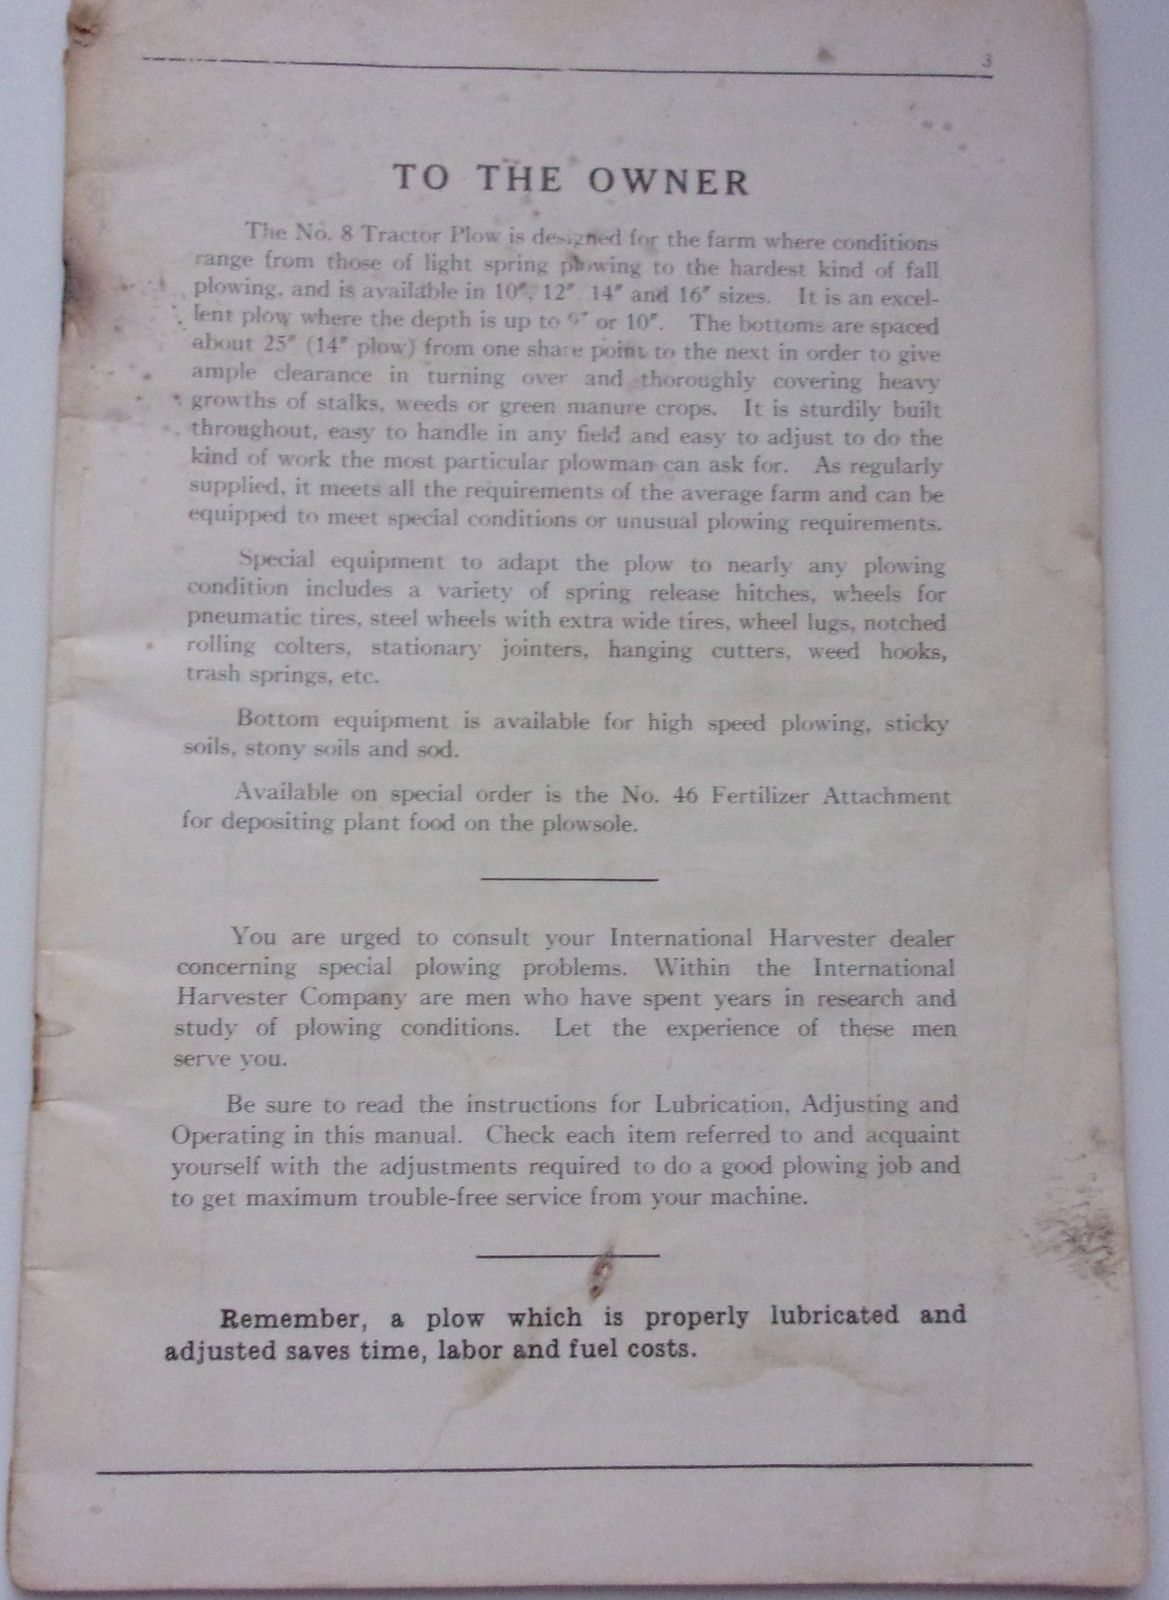 3
TO THE OWNER
The No. 8 Tractor Plow is designed for the farm where conditions
range from those of light spring plowing to the hardest kind of fall
plowing, and is available in 10", 12" 14" and 16" sizes. It is an excel-
lent plow where the depth is up to 9" or 10". The bottoms are spaced
about 25" (14" plow) from one share point to the next in order to give
ample clearance in turning over and thoroughly covering heavy
growths of stalks, weeds or green manure crops. It is sturdily built
throughout, easy to handle in any field and easy to adjust to do the
kind of work the most particular plowman can ask for. As regularly
supplied, it meets all the requirements of the average farm and can be
equipped to meet special conditions or unusual plowing requirements.
Special equipment to adapt the plow to nearly any plowing
condition includes a variety of spring release hitches, wheels for
pneumatic tires, steel wheels with extra wide tires, wheel lugs, notched
rolling colters, stationary jointers, hanging cutters, weed hooks,
trash springs, etc.
Bottom equipment is available for high speed plowing, sticky
soils, stony soils and sod.
Available on special order is the No. 46 Fertilizer Attachment
for depositing plant food on the plowsole.
You are urged to consult your International Harvester dealer
concerning special plowing problems. Within the International
Harvester Company are men who have spent years in research and
study of plowing conditions. Let the experience of these men
serve you.
Be sure to read the instructions for Lubrication, Adjusting and
Operating in this manual. Check each item referred to and acquaint
yourself with the adjustments required to do a good plowing job and
to get maximum trouble-free service from your machine.
Remember, a plow which is properly lubricated and
adjusted saves time, labor and fuel costs.